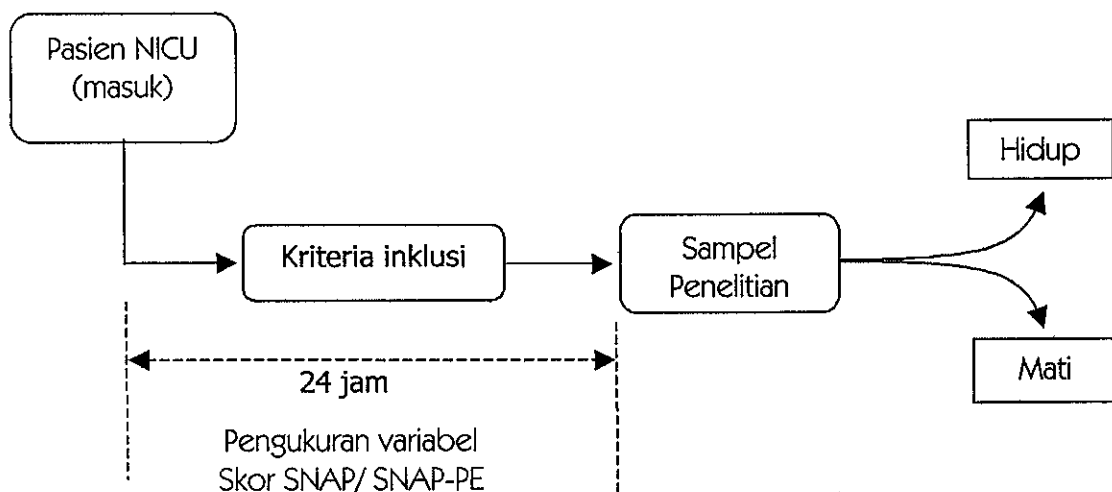 Pasien NICU
(masuk)
Hidup
Kriteria inklusi
Sampel
Penelitian
Mati
24 jam
Pengukuran variabel
Skor SNAP/ SNAP-PE